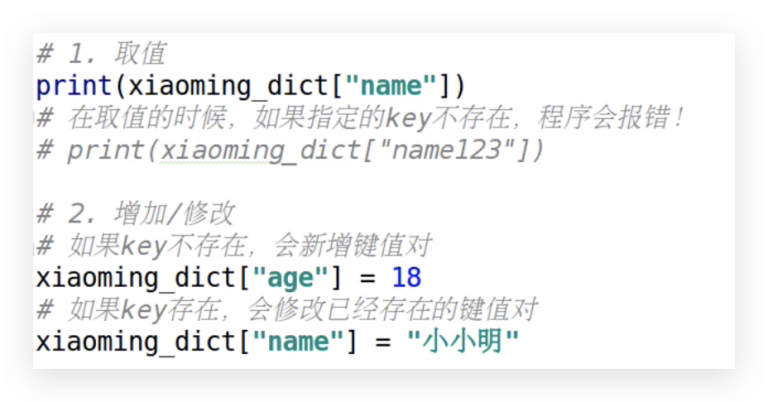 # 1. 取值
print(xiaoming_dict["name"])
# 在取值的时候，如果指定的key不存在，程序会报错！
# print(xiaoming_dict["name123"])
# 2. 增加/修改
# 如果key不存在，会新增键值对
xiaoming_dict["age"] = 18
# 如果key存在，会修改已经存在的键值对
xiaoming_dict["name"] = "小小明"